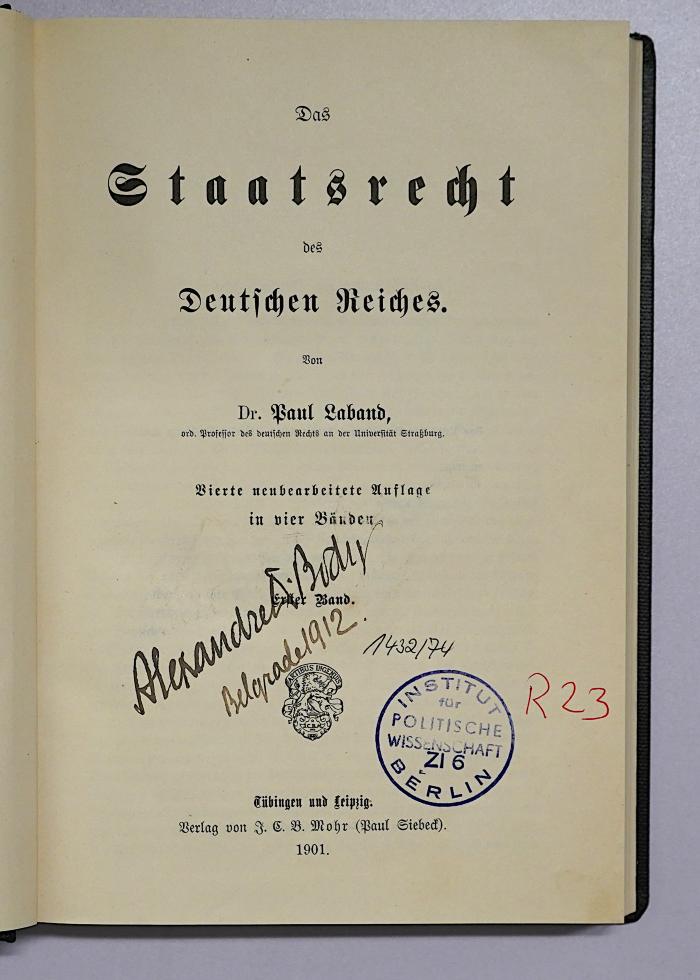 Das
Staatsrecht
des
Deutschen Reiches.
Von
Dr. Paul Laband,
ord. Professor des deutschen Rechts an der Universität Straßburg.
Vierte neubearbeitete Auflage
in vier Bänden.
Erster Band.
Alexandre
Belgrade 1912.
1432/74
R 23
ARTIBUS INGENUIS
INSTITUT
für
POLITISCHE
WISSENSCHAFT
ZI 6
BERLIN
Tübingen und Leipzig.
Verlag von J. C. B. Mohr (Paul Siebeck).
1901.